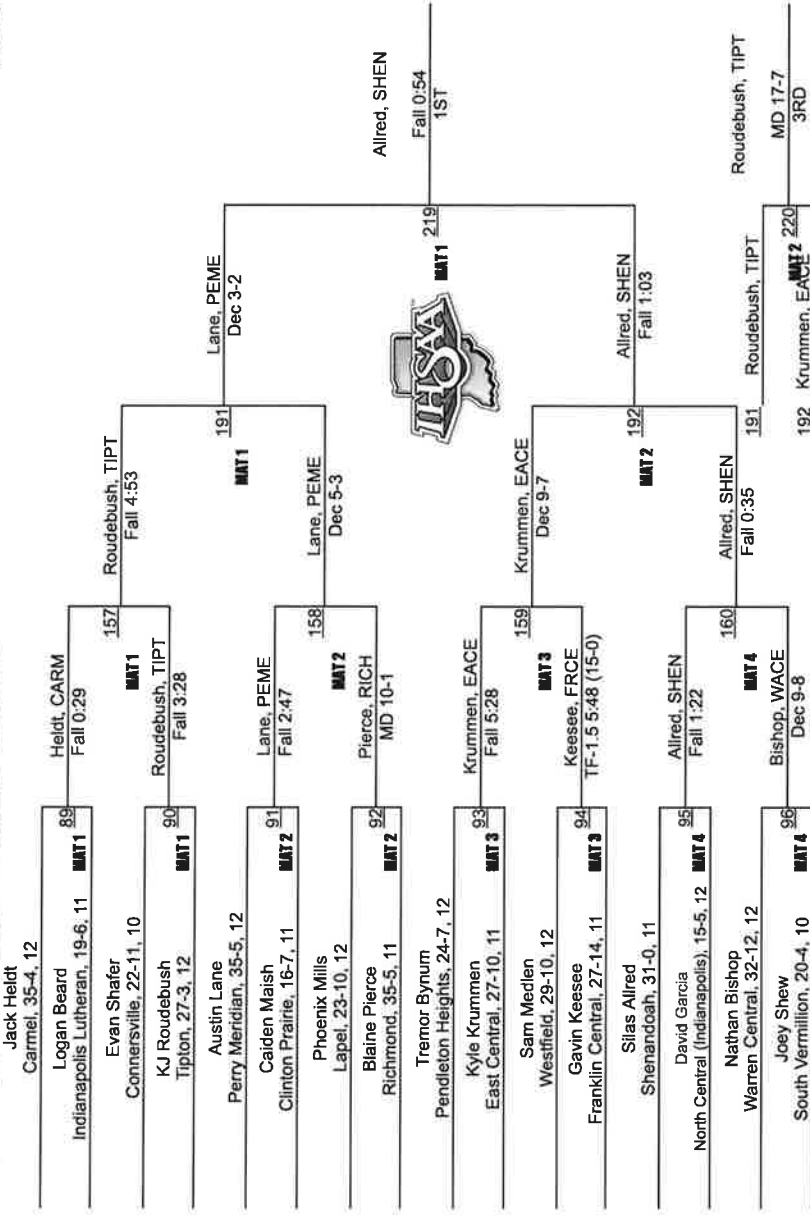 Jack Heldt
Carmel, 35-4, 12
89
MAT 1
Logan Beard
Indianapolis Lutheran, 19-6, 11
Heldt, CARM
Fall 0:29
157
MAT 1
Evan Shafer
Connersville, 22-11, 10
90
MAT 1
KJ Roudebush
Tipton, 27-3, 12
Roudebush, TIPT
Fall 3:28
Roudebush, TIPT
Fall 4:53
191
MAT 1
Austin Lane
Perry Meridian, 35-5, 12
91
MAT 2
Caiden Maish
Clinton Prairie, 16-7, 11
Lane, PEME
Fall 2:47
158
MAT 2
Phoenix Mills
Lapel, 23-10, 12
92
MAT 2
Blaine Pierce
Richmond, 35-5, 11
Pierce, RICH
MD 10-1
Lane, PEME
Dec 5-3
Lane, PEME
Dec 3-2
219
MAT 1
IHSAA
Allred, SHEN
Fall 0:54
1ST
Tremor Bynum
Pendleton Heights, 24-7, 12
93
MAT 3
Kyle Krummen
East Central, 27-10, 11
Krummen, EACE
Fall 5:28
159
MAT 3
Sam Medlen
Westfield, 29-10, 12
94
MAT 3
Gavin Keesee
Franklin Central, 27-14, 11
Keesee, FRCE
TF-1.5 5:48 (15-0)
Krummen, EACE
Dec 9-7
192
MAT 2
Silas Allred
Shenandoah, 31-0, 11
95
MAT 4
David Garcia
North Central (Indianapolis), 15-5, 12
Allred, SHEN
Fall 1:22
160
MAT 4
Nathan Bishop
Warren Central, 32-12, 12
96
MAT 4
Joey Shew
South Vermillion, 20-4, 10
Bishop, WACE
Dec 9-8
Allred, SHEN
Fall 0:35
Allred, SHEN
Fall 1:03
191
Roudebush, TIPT
220
MAT 2
192
Krummen, EACE
Roudebush, TIPT
MD 17-7
3RD